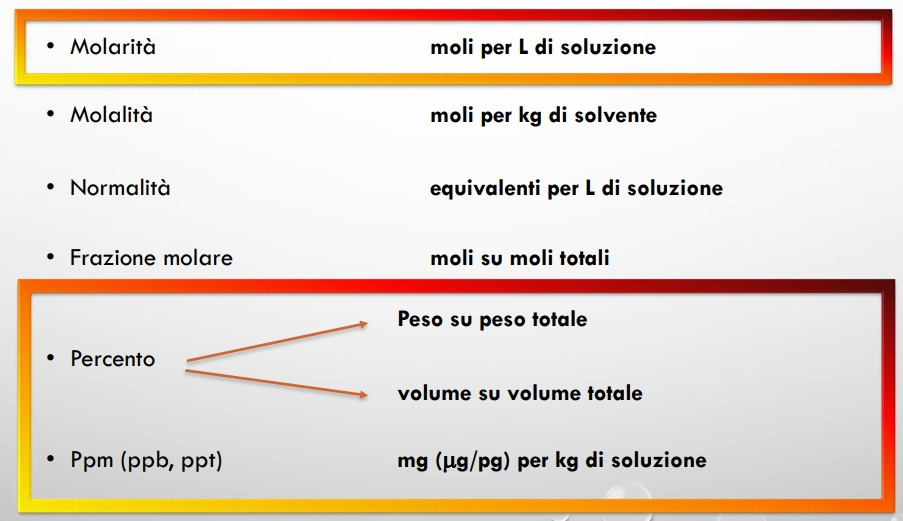 • Molarità moli per L di soluzione
• Molalità moli per kg di solvente
• Normalità equivalenti per L di soluzione
• Frazione molare moli su moli totali
Peso su peso totale
• Percento
volume su volume totale
• Ppm (ppb, ppt) mg (µg/pg) per kg di soluzione